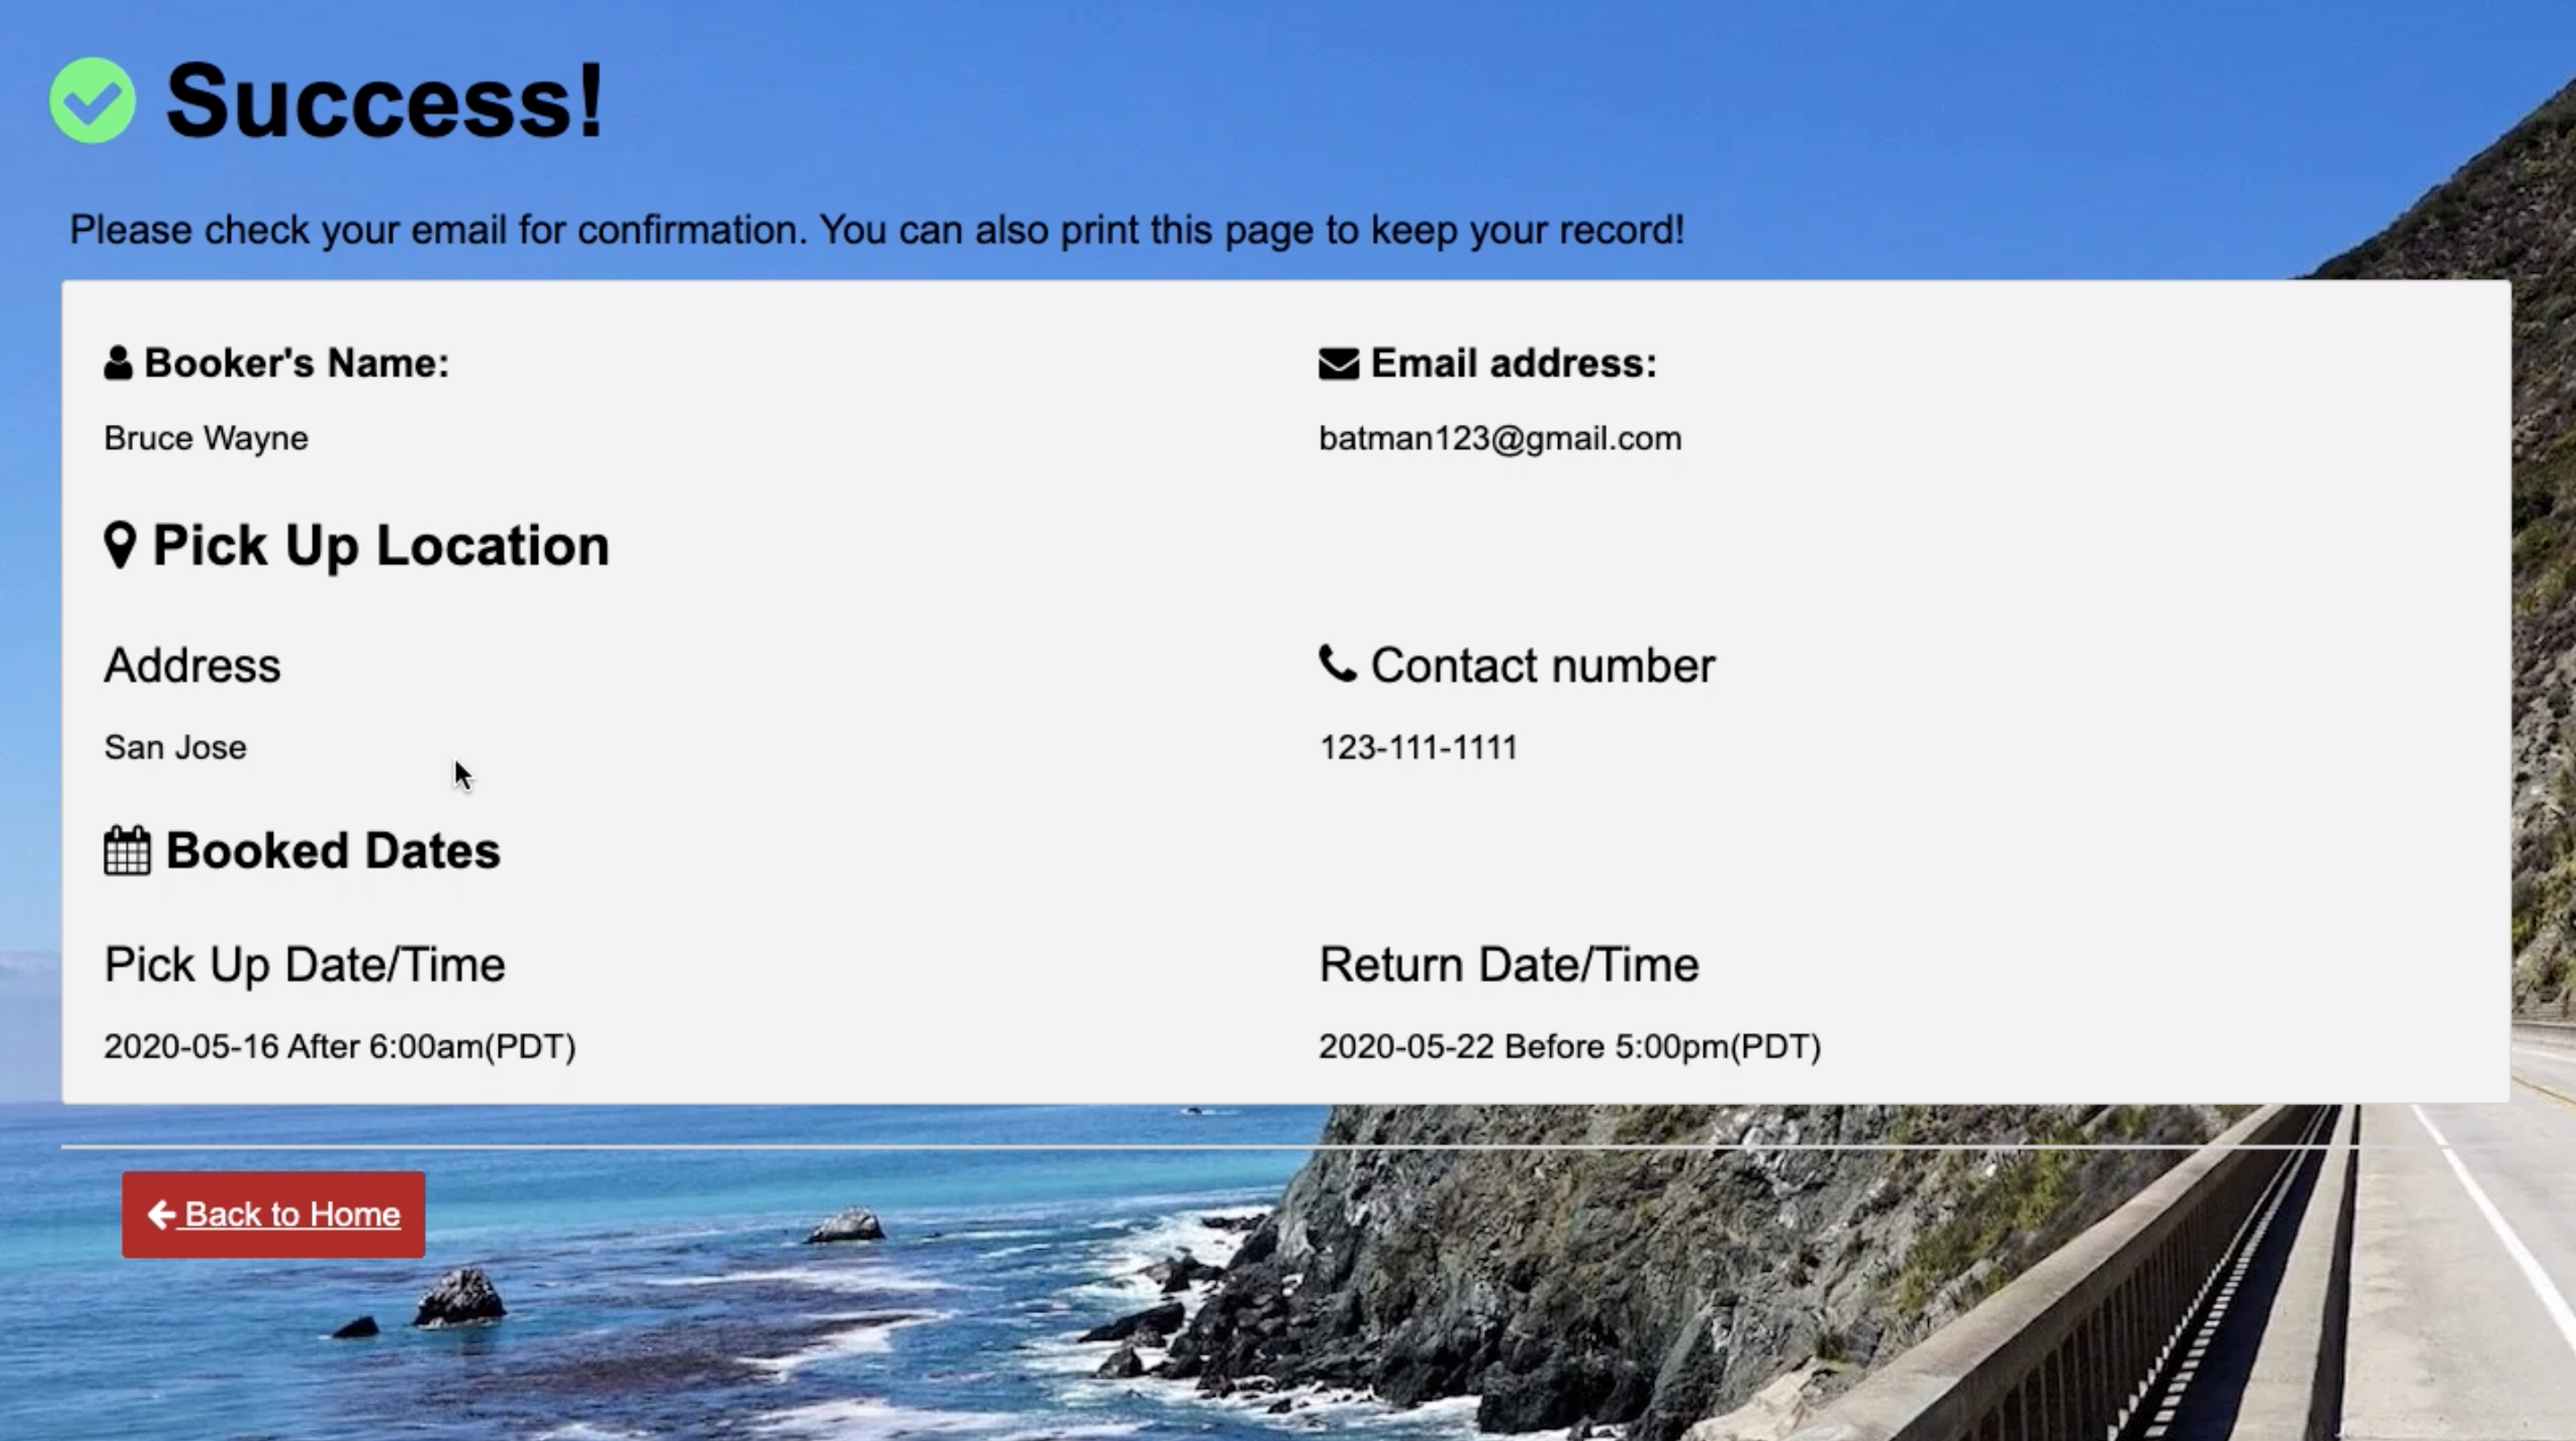 Success!
Please check your email for confirmation. You can also print this page to keep your record!
Booker's Name:
Email address:
Bruce Wayne
batman123@gmail.com
Pick Up Location
Address
Contact number
San Jose
123-111-1111
Booked Dates
Pick Up Date/Time
Return Date/Time
2020-05-16 After 6:00am(PDT)
2020-05-22 Before 5:00pm(PDT)
Back to Home